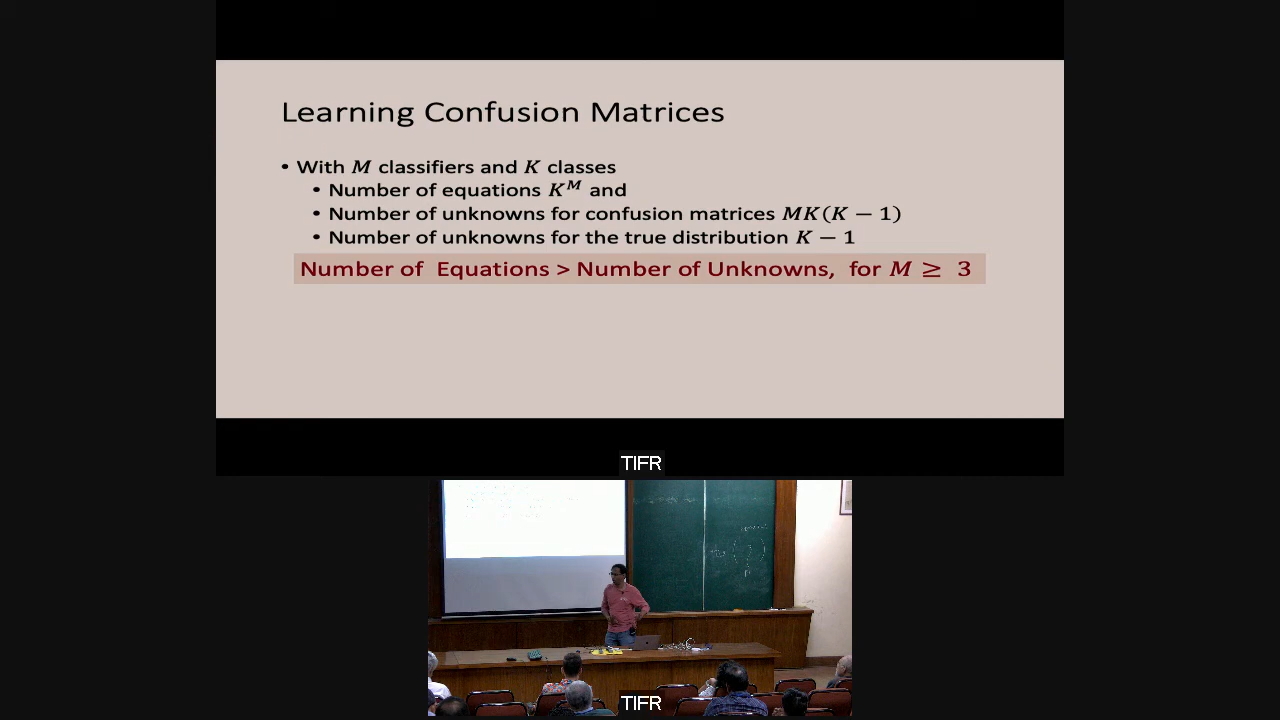 Learning Confusion Matrices
• With M classifiers and K classes
• Number of equations K^M and
• Number of unknowns for confusion matrices MK(K − 1)
• Number of unknowns for the true distribution K − 1
Number of Equations > Number of Unknowns, for M ≥ 3
TIFR
TIFR